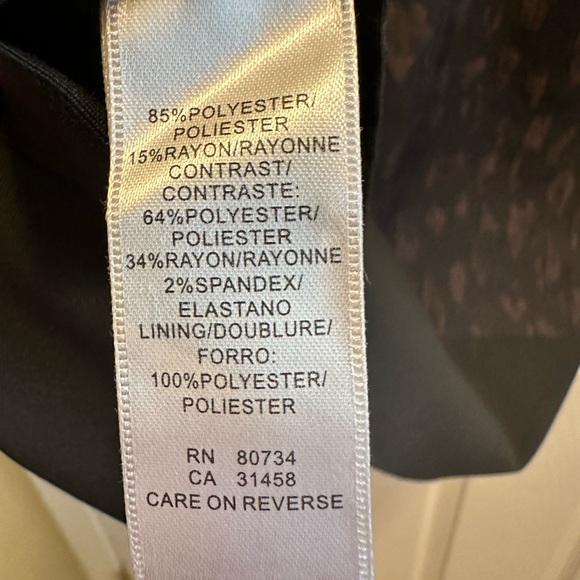 85%POLYESTER/
POLIESTER
15%RAYON/RAYONNE
CONTRAST/
CONTRASTE:
64%POLYESTER/
POLIESTER
34%RAYON/RAYONNE
2%SPANDEX/
ELASTANO
LINING/DOUBLURE/
FORRO:
100%POLYESTER/
POLIESTER
RN 80734
CA 31458
CARE ON REVERSE